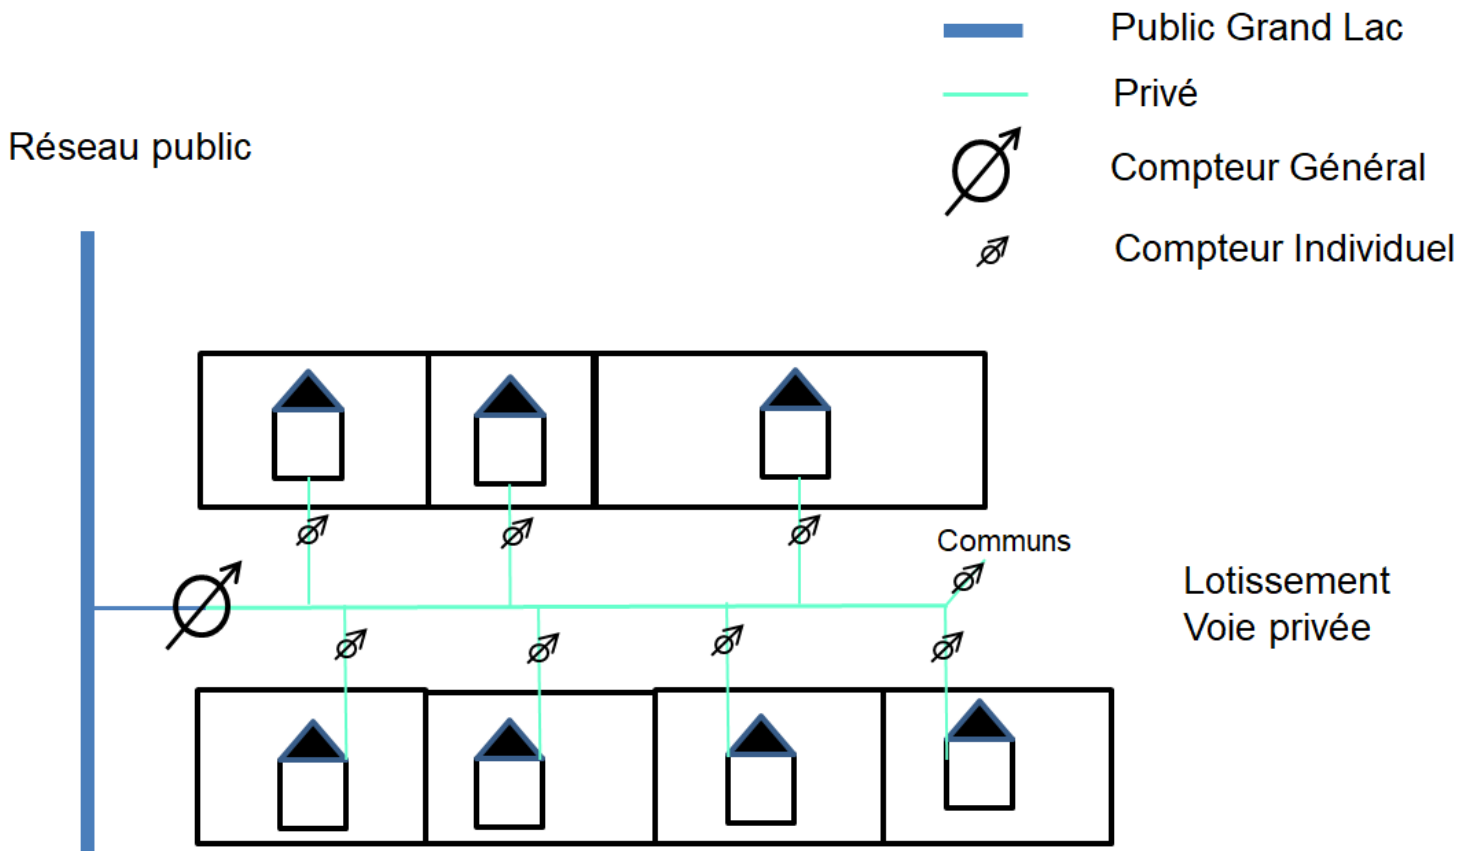 Public Grand Lac
Privé
Réseau public
Compteur Général
Compteur Individuel
Communs
Lotissement
Voie privée